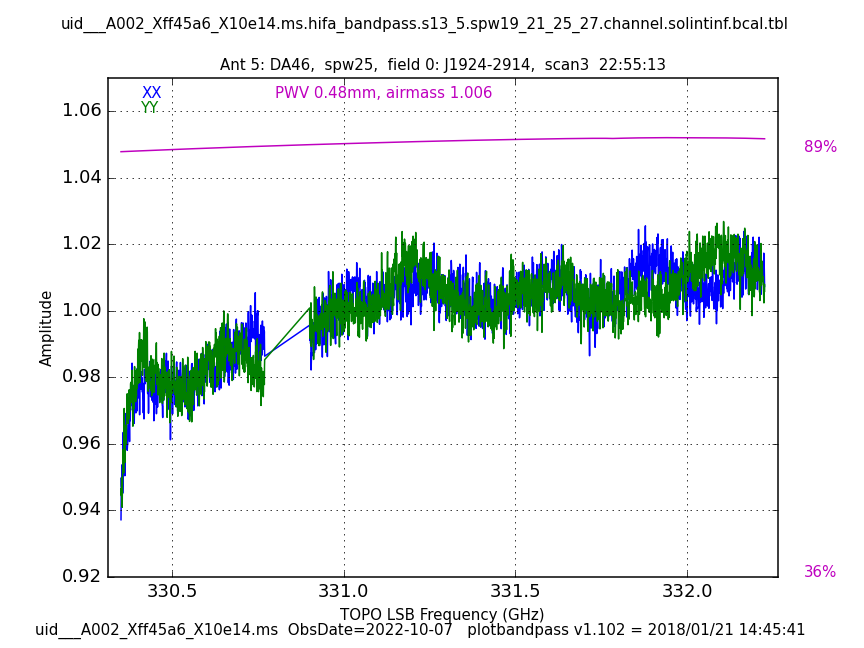 uid___A002_Xff45a6_X10e14.ms.hifa_bandpass.s13_5.spw19_21_25_27.channel.solintinf.bcal.tbl
Ant 5: DA46,  spw25,  field 0: J1924-2914,  scan3  22:55:13
XX
PWV 0.48mm, airmass 1.006
YY
1.06
1.04
1.02
1.00
0.98
0.96
0.94
0.92
Amplitude
89%
36%
330.5
331.0
331.5
332.0
TOPO LSB Frequency (GHz)
uid___A002_Xff45a6_X10e14.ms  ObsDate=2022-10-07   plotbandpass v1.102 = 2018/01/21 14:45:41